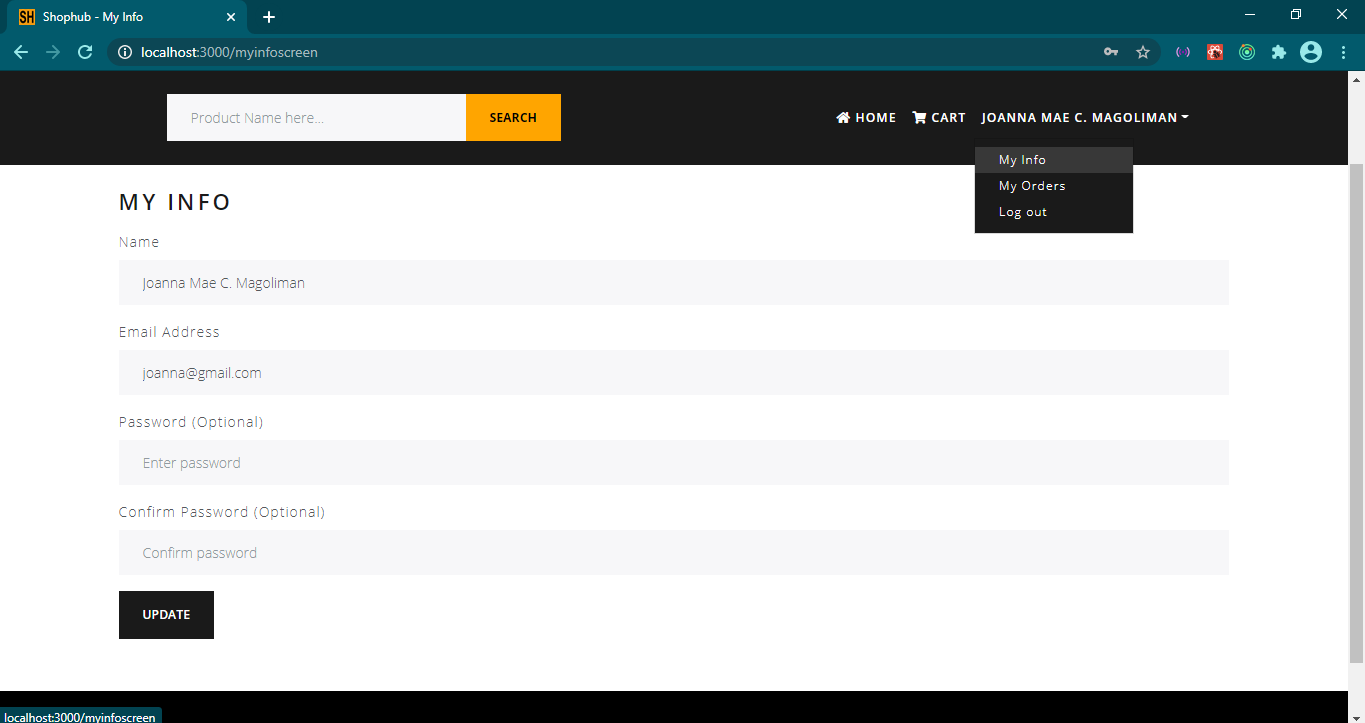 SH Shophub - My Info
localhost:3000/myinfoscreen
Product Name here...
SEARCH
HOME
CART
JOANNA MAE C. MAGOLIMAN
My Info
My Orders
Log out
MY INFO
Name
Joanna Mae C. Magoliman
Email Address
joanna@gmail.com
Password (Optional)
Enter password
Confirm Password (Optional)
Confirm password
UPDATE
localhost:3000/myinfoscreen